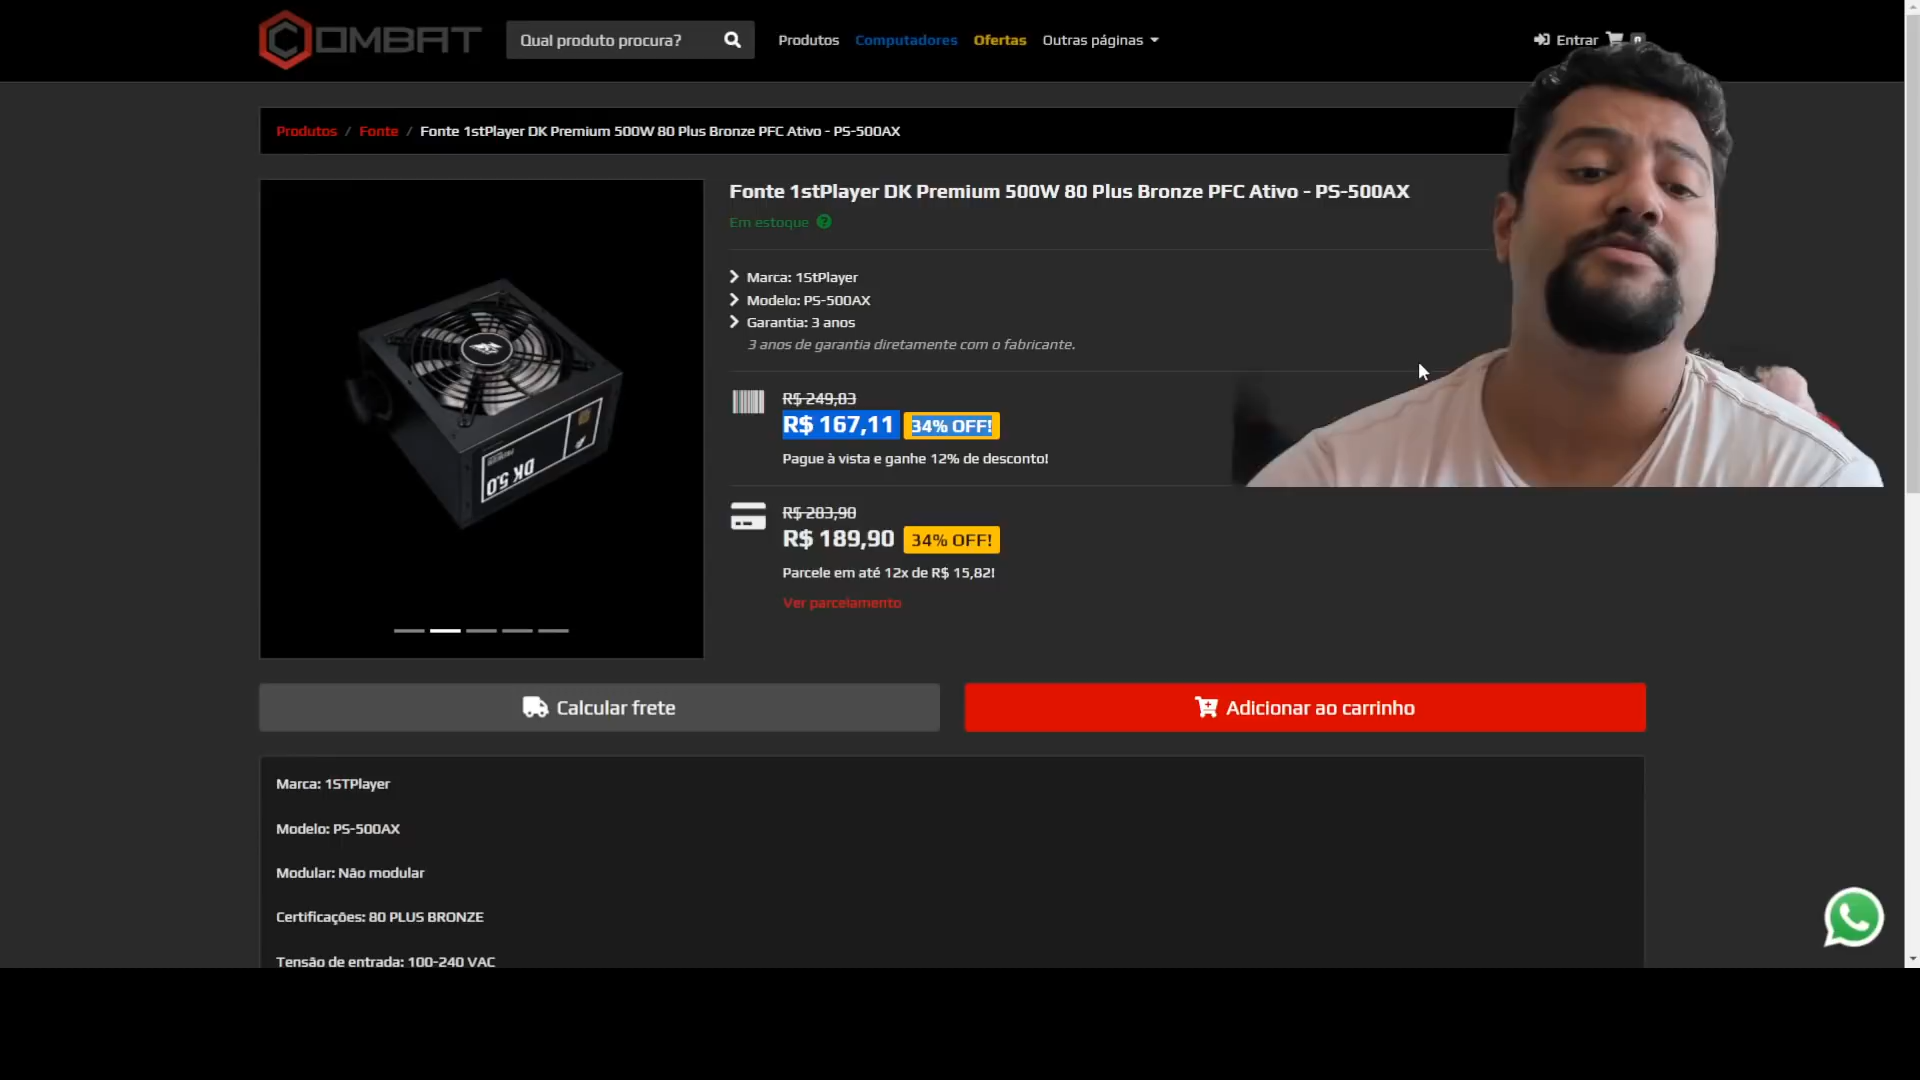 COMBAT
Qual produto procura?
Produtos
Computadores
Ofertas
Outras páginas
Entrar
0
Produtos / Fonte / Fonte 1stPlayer DK Premium 500W 80 Plus Bronze PFC Ativo - PS-500AX
Fonte 1stPlayer DK Premium 500W 80 Plus Bronze PFC Ativo - PS-500AX
Em estoque
Marca: 1StPlayer
Modelo: PS-500AX
Garantia: 3 anos
3 anos de garantia diretamente com o fabricante.
R$ 249,83
R$ 167,11 34% OFF!
Pague à vista e ganhe 12% de desconto!
R$ 283,90
R$ 189,90 34% OFF!
Parcele em até 12x de R$ 15,82!
Ver parcelamento
DK 5.0
Calcular frete
Adicionar ao carrinho
Marca: 1STPlayer
Modelo: PS-500AX
Modular: Não modular
Certificações: 80 PLUS BRONZE
Tensão de entrada: 100-240 VAC